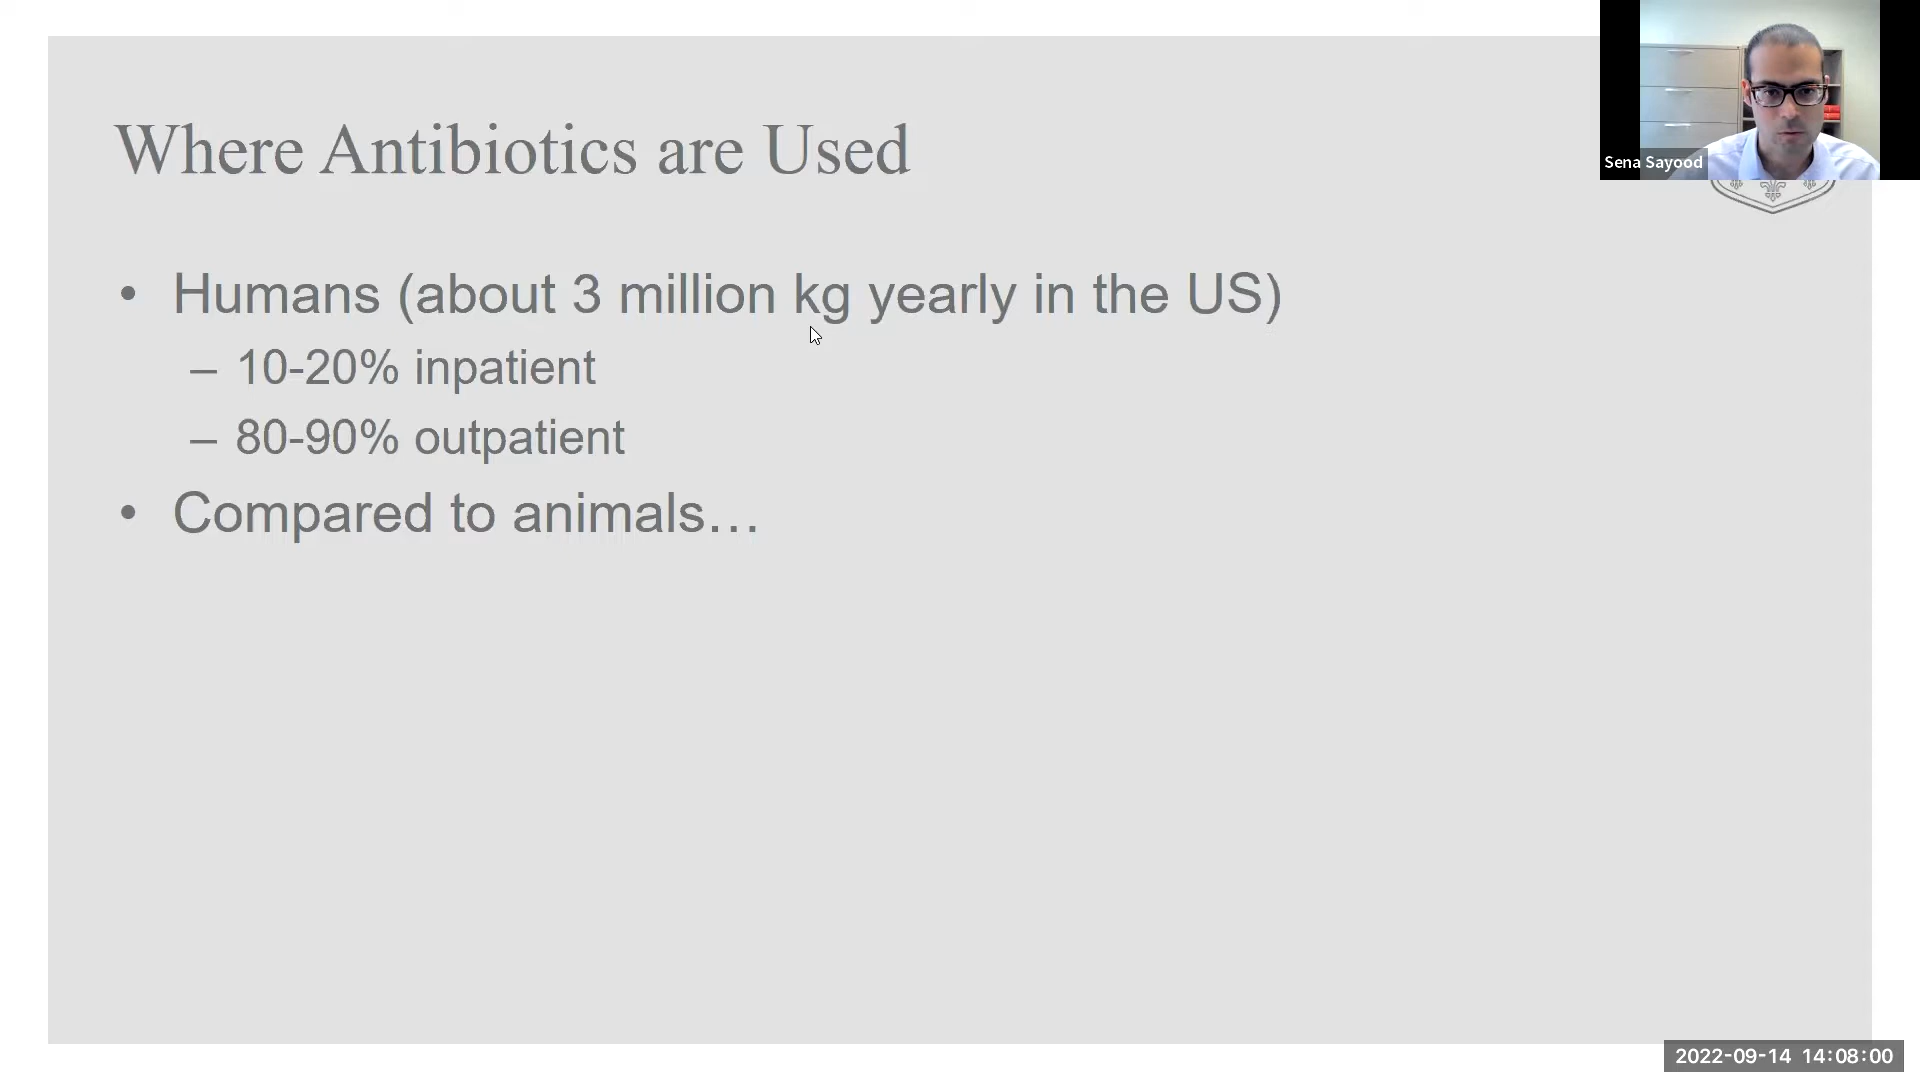 Where Antibiotics are Used
• Humans (about 3 million kg yearly in the US)
– 10-20% inpatient
– 80-90% outpatient
• Compared to animals…
Sena Sayood
2022-09-14 14:08:00